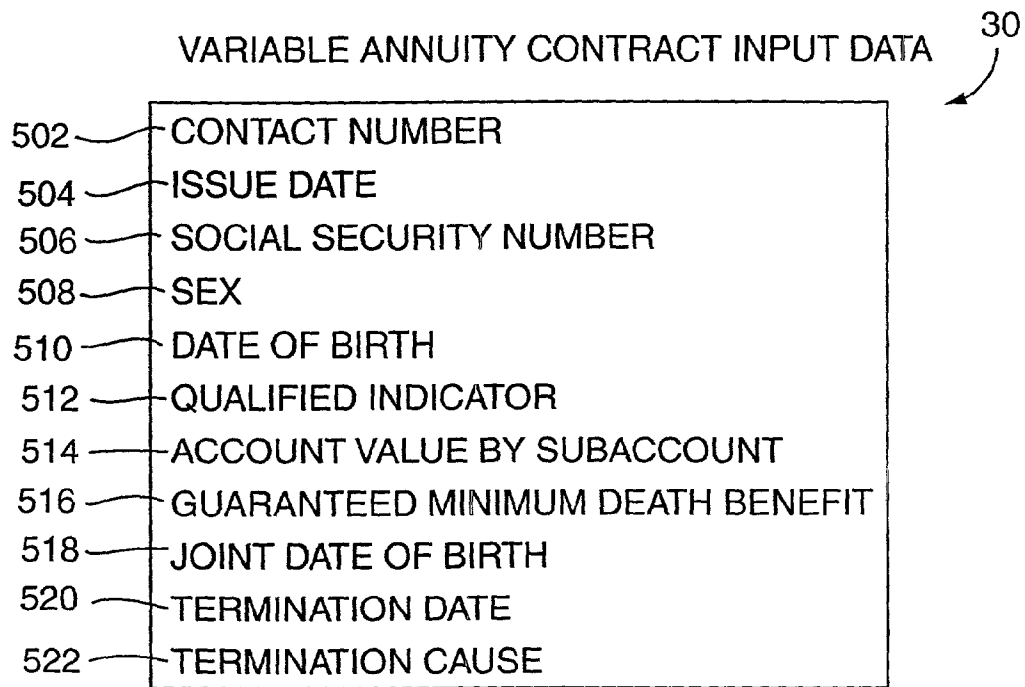 30
VARIABLE ANNUITY CONTRACT INPUT DATA
502 CONTACT NUMBER
504 ISSUE DATE
506 SOCIAL SECURITY NUMBER
508 SEX
510 DATE OF BIRTH
512 QUALIFIED INDICATOR
514 ACCOUNT VALUE BY SUBACCOUNT
516 GUARANTEED MINIMUM DEATH BENEFIT
518 JOINT DATE OF BIRTH
520 TERMINATION DATE
522 TERMINATION CAUSE